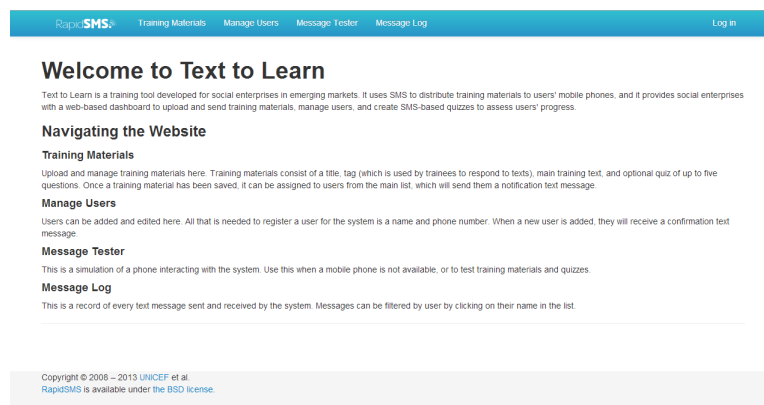 RapidSMS Training Materials Manage Users Message Tester Message Log Log in
Welcome to Text to Learn
Text to Learn is a training tool developed for social enterprises in emerging markets. It uses SMS to distribute training materials to users' mobile phones, and it provides social enterprises
with a web-based dashboard to upload and send training materials, manage users, and create SMS-based quizzes to assess users' progress.
Navigating the Website
Training Materials
Upload and manage training materials here. Training materials consist of a title, tag (which is used by trainees to respond to texts), main training text, and optional quiz of up to five
questions. Once a training material has been saved, it can be assigned to users from the main list, which will send them a notification text message.
Manage Users
Users can be added and edited here. All that is needed to register a user for the system is a name and phone number. When a new user is added, they will receive a confirmation text
message.
Message Tester
This is a simulation of a phone interacting with the system. Use this when a mobile phone is not available, or to test training materials and quizzes.
Message Log
This is a record of every text message sent and received by the system. Messages can be filtered by user by clicking on their name in the list.
Copyright © 2008 – 2013 UNICEF et al.
RapidSMS is available under the BSD license.